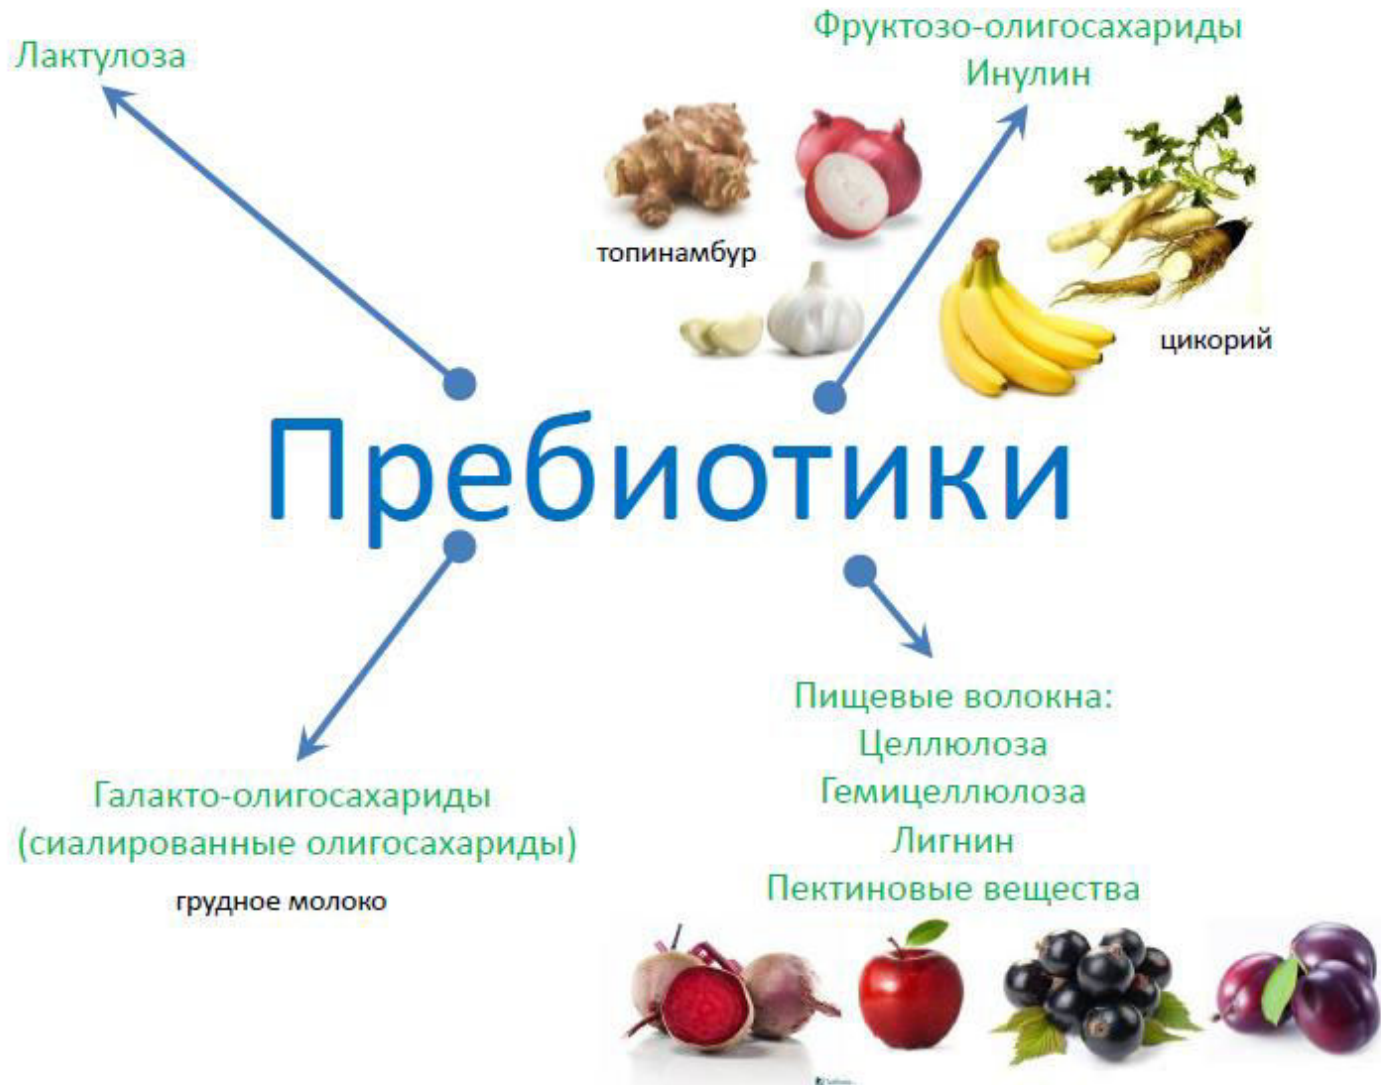 Лактулоза
Фруктозо-олигосахариды
Инулин
топинамбур
цикорий
Пребиотики
Галакто-олигосахариды
(сиалированные олигосахариды)
грудное молоко
Пищевые волокна:
Целлюлоза
Гемицеллюлоза
Лигнин
Пектиновые вещества